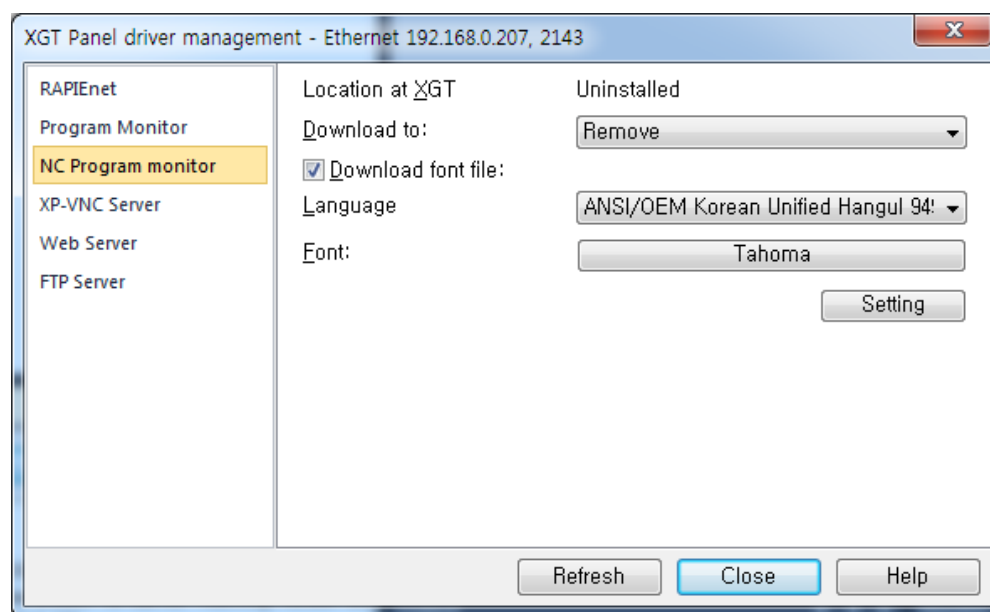 XGT Panel driver management - Ethernet 192.168.0.207, 2143
RAPIEnet
Program Monitor
NC Program monitor
XP-VNC Server
Web Server
FTP Server
Location at XGT Uninstalled
Download to: Remove
Download font file:
Language ANSI/OEM Korean Unified Hangul
Font: Tahoma
Setting
Refresh Close Help